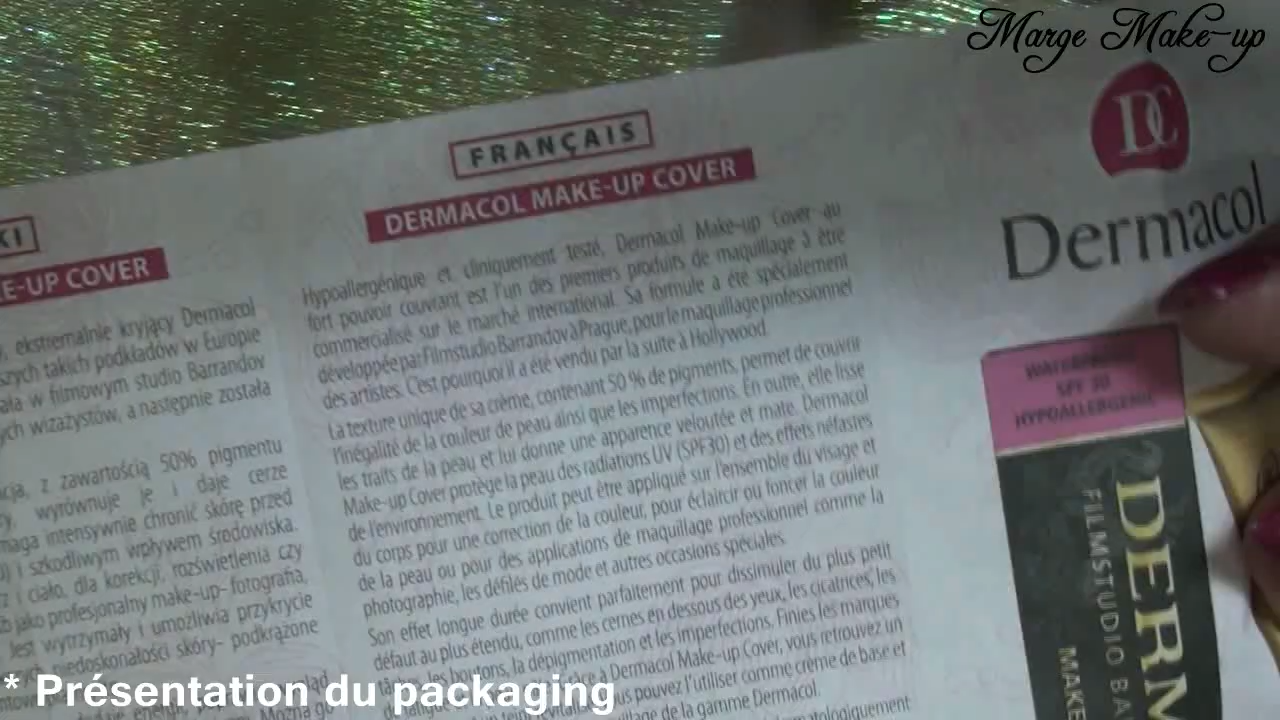 Marge Make-up
KI
E-UP COVER
ekstremalnie kryjący Dermacol
szych takich podkładów w Europie
ała w filmowym studio Barrandov
ych wizażystów, a następnie została
cja, z zawartością 50% pigmentu
wyrównuje je i daje cerze
maga intensywnie chronić skórę przed
i szkodliwym wpływem środowiska.
z i ciało, dla korekcji, rozświetlenia czy
b jako profesjonalny make-up- fotografia,
Jest wytrzymały i umożliwia przykrycie
ych niedoskonałości skóry- podkrążone
FRANÇAIS
DERMACOL MAKE-UP COVER
Hypoallergénique et cliniquement testé, Dermacol Make-up Cover au
fort pouvoir couvrant est l'un des premiers produits de maquillage à être
commercialisé sur le marché international. Sa formule a été spécialement
développée par Filmstudio Barrandov à Prague, pour le maquillage professionnel
des artistes. C'est pourquoi il a été vendu par la suite à Hollywood.
La texture unique de sa crème, contenant 50 % de pigments, permet de couvrir
l'inégalité de la couleur de peau ainsi que les imperfections. En outre, elle lisse
les traits de la peau et lui donne une apparence veloutée et mate. Dermacol
Make-up Cover protège la peau des radiations UV (SPF30) et des effets néfastes
de l'environnement. Le produit peut être appliqué sur l'ensemble du visage et
du corps pour une correction de la couleur, pour éclaircir ou foncer la couleur
de la peau ou pour des applications de maquillage professionnel comme la
photographie, les défilés de mode et autres occasions spéciales.
Son effet longue durée convient parfaitement pour dissimuler du plus petit
défaut au plus étendu, comme les cernes en dessous des yeux, les cicatrices, les
tâches, les boutons, la dépigmentation et les imperfections. Finies les marques
à Dermacol Make-up Cover, vous retrouvez un
us pouvez l'utiliser comme crème de base et
llage de la gamme Dermacol.
DC
Dermacol
WATERPROOF
SPF 30
HYPOALLERGENIC
DERM
FILMSTUDIO BA
MAKE
* Présentation du packaging